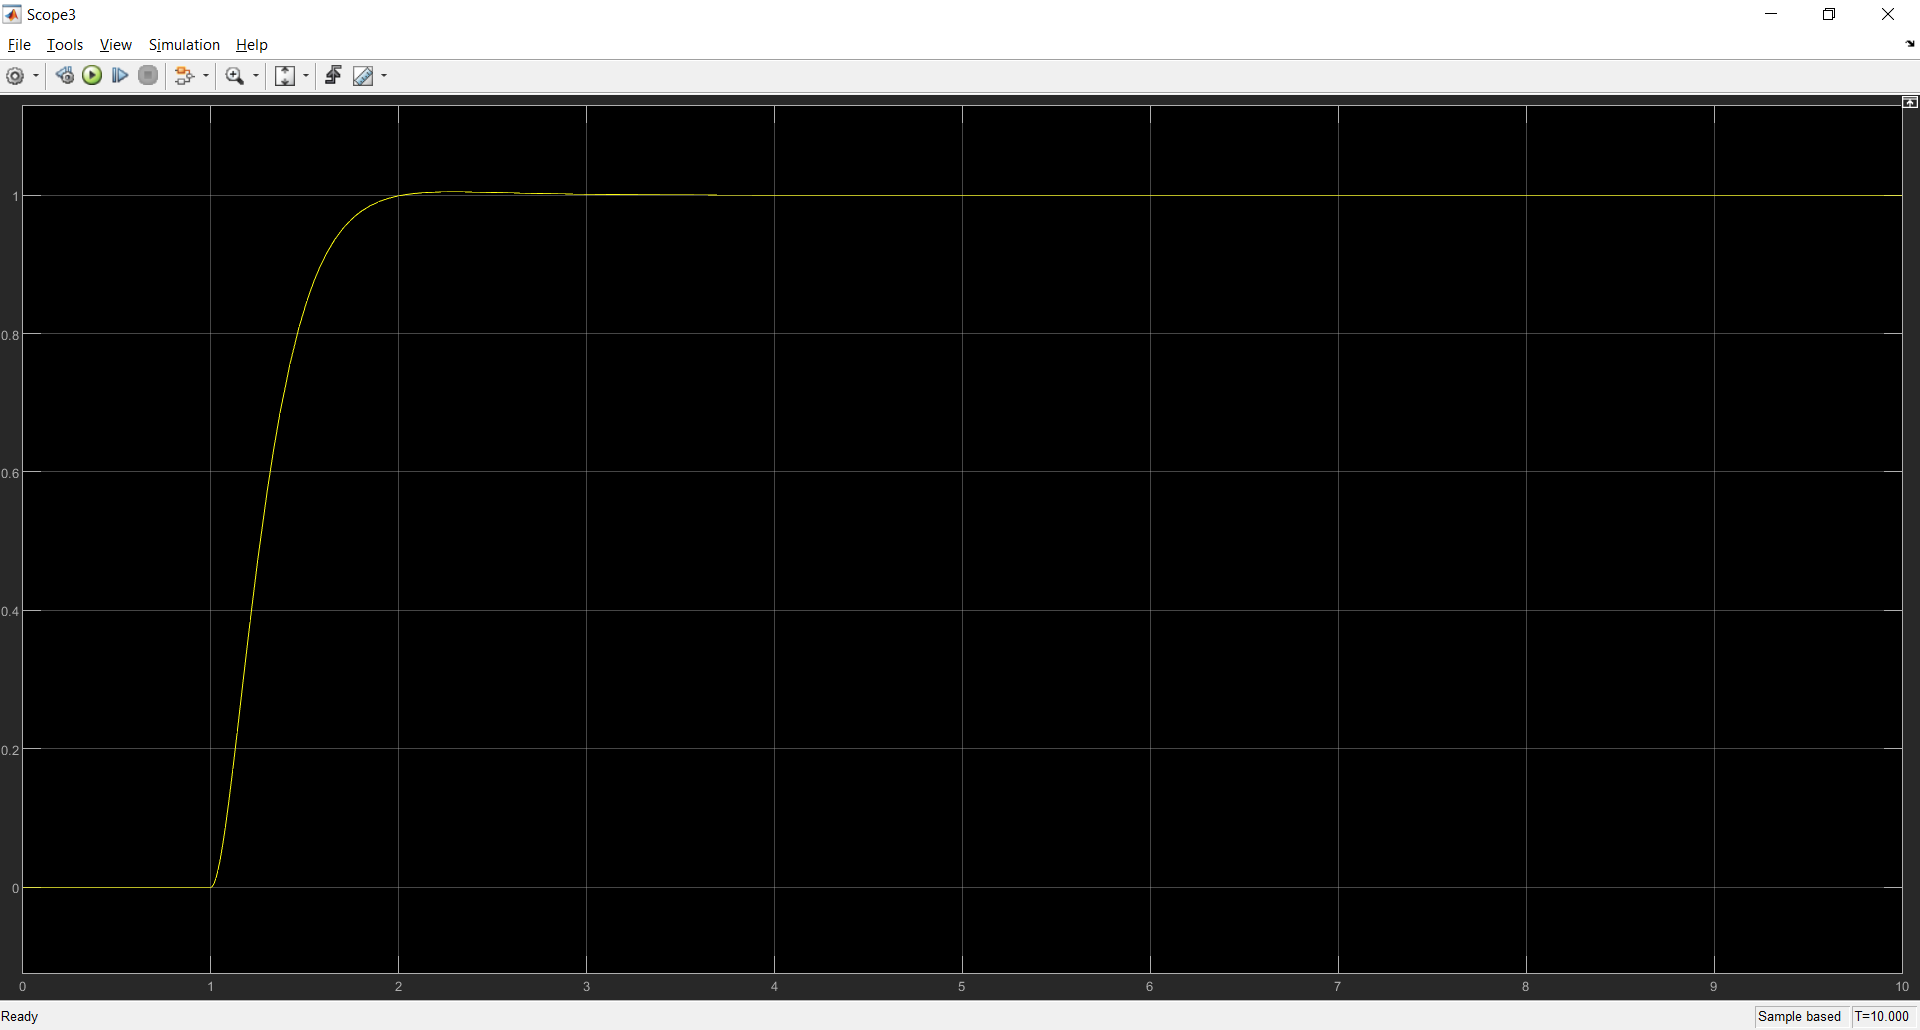 Scope3
File Tools View Simulation Help
1
0.8
0.6
0.4
0.2
0
0 1 2 3 4 5 6 7 8 9 10
Ready
Sample based T=10.000